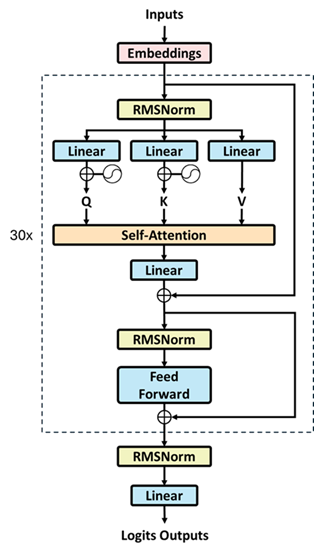 Inputs
Embeddings
RMSNorm
Linear
Linear
Linear
Q
K
V
30x
Self-Attention
Linear
RMSNorm
Feed
Forward
RMSNorm
Linear
Logits Outputs